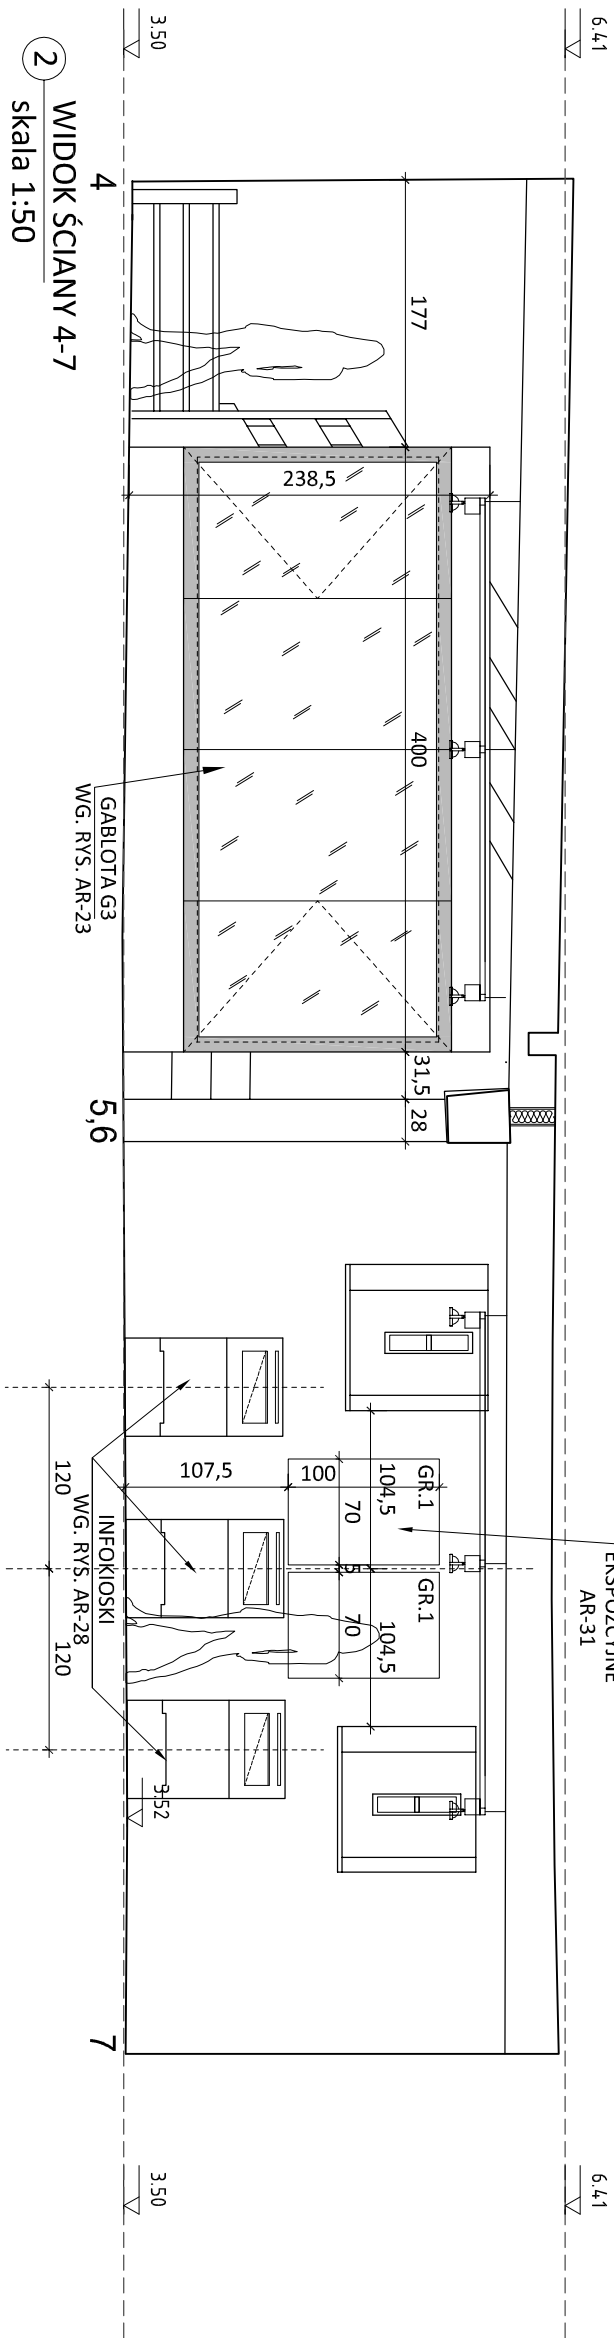 6.41
6.41
3.50
3.50
3.52
177
238,5
400
31,5
28
GABLOTA G3
WG. RYS. AR-23
EKSPOZCYJNE
AR-31
GR.1
GR.1
104,5
104,5
100
70
5
70
107,5
INFOKIOSKI
WG. RYS. AR-28
120
120
4
5,6
7
2
WIDOK ŚCIANY 4-7
skala 1:50